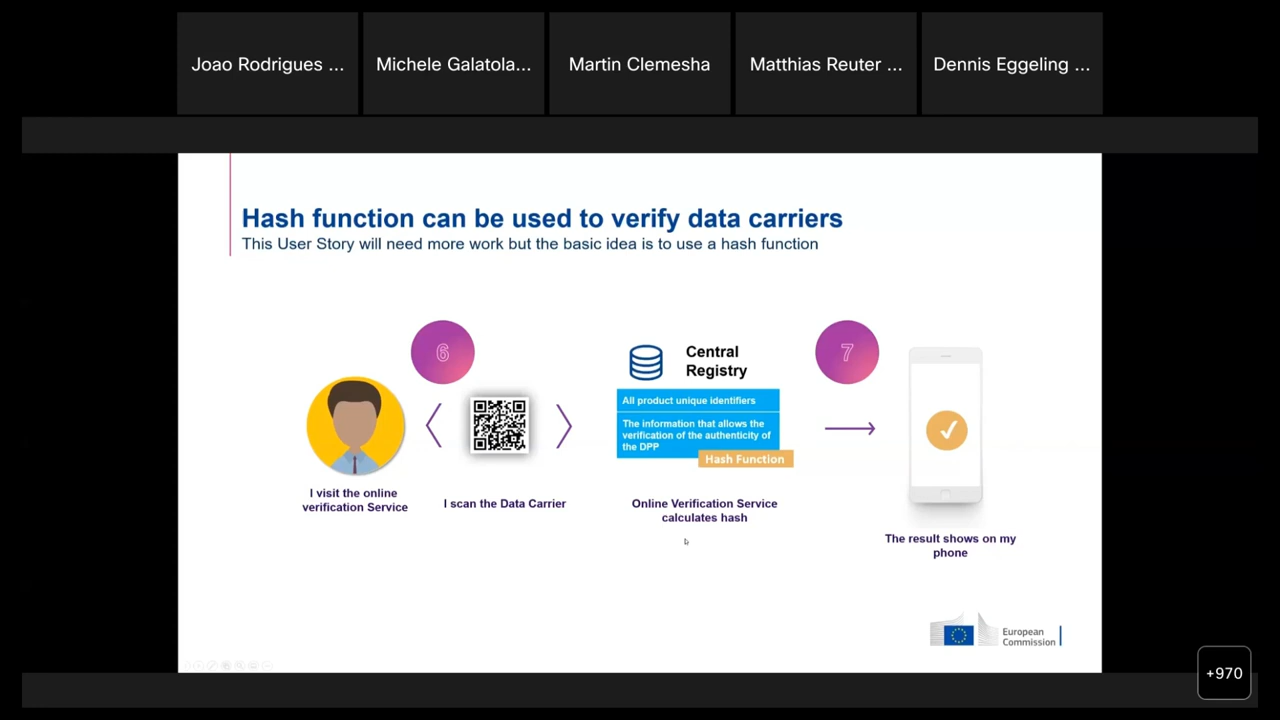 Joao Rodrigues ...
Michele Galatola...
Martin Clemesha
Matthias Reuter ...
Dennis Eggeling ...
Hash function can be used to verify data carriers
This User Story will need more work but the basic idea is to use a hash function
6
7
Central
Registry
All product unique identifiers
The information that allows the
verification of the authenticity of
the DPP
Hash Function
I visit the online
verification Service
I scan the Data Carrier
Online Verification Service
calculates hash
The result shows on my
phone
European
Commission
+970